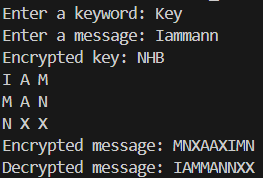 Enter a keyword: Key
Enter a message: Iammann
Encrypted key: NHB
I A M
M A N
N X X
Encrypted message: MNXAAXIMN
Decrypted message: IAMMANNXX